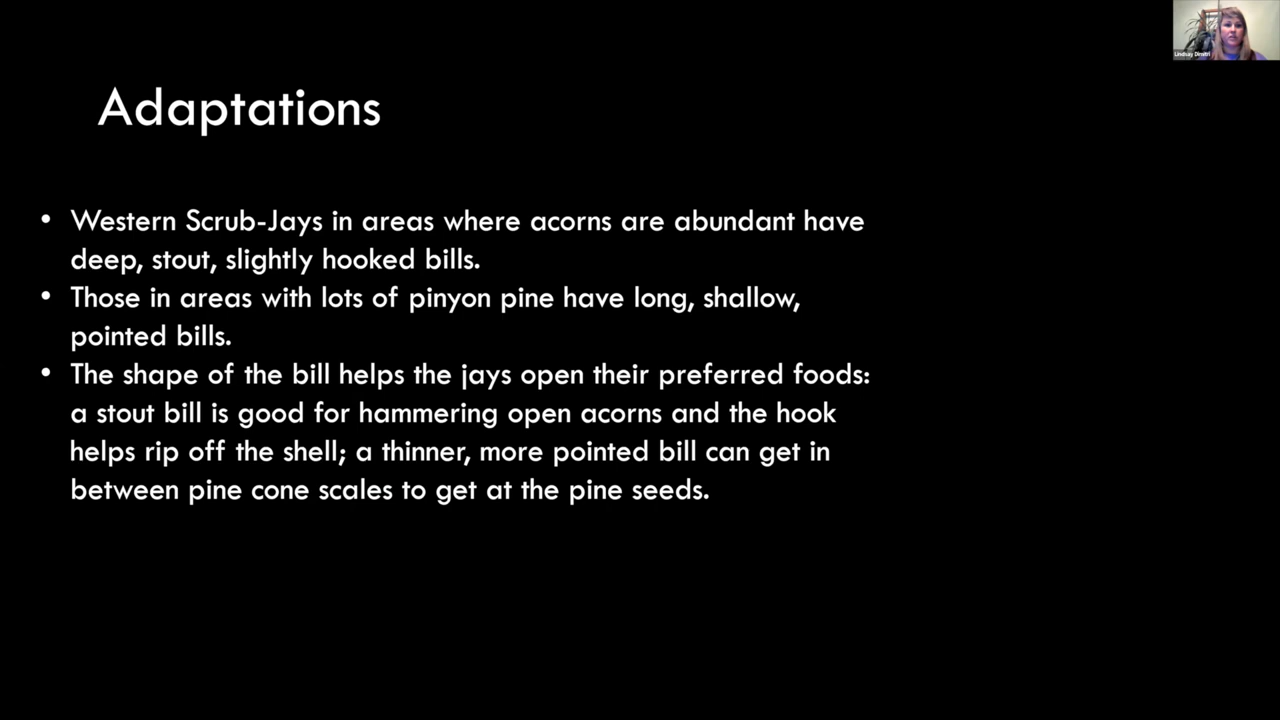 Lindsay Dimitri
Adaptations
• Western Scrub-Jays in areas where acorns are abundant have
deep, stout, slightly hooked bills.
• Those in areas with lots of pinyon pine have long, shallow,
pointed bills.
• The shape of the bill helps the jays open their preferred foods:
a stout bill is good for hammering open acorns and the hook
helps rip off the shell; a thinner, more pointed bill can get in
between pine cone scales to get at the pine seeds.